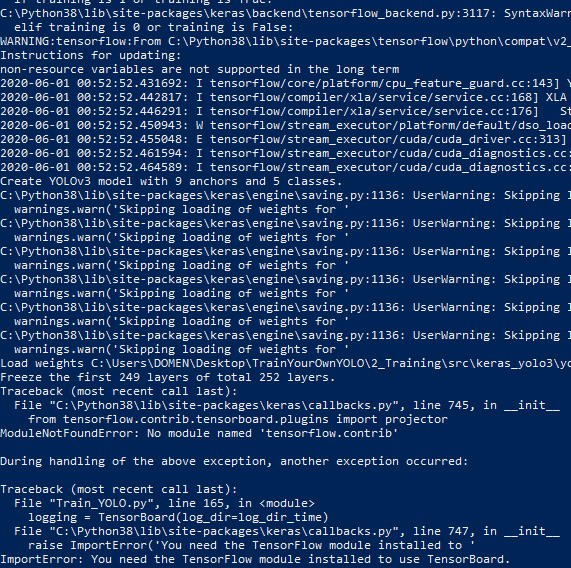 if training is 1 or training is True:
C:\Python38\lib\site-packages\keras\backend\tensorflow_backend.py:3117: SyntaxWar
  elif training is 0 or training is False:
WARNING:tensorflow:From C:\Python38\lib\site-packages\tensorflow\python\compat\v2_
Instructions for updating:
non-resource variables are not supported in the long term
2020-06-01 00:52:52.431692: I tensorflow/core/platform/cpu_feature_guard.cc:143] Y
2020-06-01 00:52:52.442817: I tensorflow/compiler/xla/service/service.cc:168] XLA
2020-06-01 00:52:52.446291: I tensorflow/compiler/xla/service/service.cc:176]   St
2020-06-01 00:52:52.450943: W tensorflow/stream_executor/platform/default/dso_load
2020-06-01 00:52:52.455048: E tensorflow/stream_executor/cuda/cuda_driver.cc:313]
2020-06-01 00:52:52.461594: I tensorflow/stream_executor/cuda/cuda_diagnostics.cc:
2020-06-01 00:52:52.464589: I tensorflow/stream_executor/cuda/cuda_diagnostics.cc:
Create YOLOv3 model with 9 anchors and 5 classes.
C:\Python38\lib\site-packages\keras\engine\saving.py:1136: UserWarning: Skipping l
  warnings.warn('Skipping loading of weights for '
C:\Python38\lib\site-packages\keras\engine\saving.py:1136: UserWarning: Skipping l
  warnings.warn('Skipping loading of weights for '
C:\Python38\lib\site-packages\keras\engine\saving.py:1136: UserWarning: Skipping l
  warnings.warn('Skipping loading of weights for '
C:\Python38\lib\site-packages\keras\engine\saving.py:1136: UserWarning: Skipping l
  warnings.warn('Skipping loading of weights for '
C:\Python38\lib\site-packages\keras\engine\saving.py:1136: UserWarning: Skipping l
  warnings.warn('Skipping loading of weights for '
C:\Python38\lib\site-packages\keras\engine\saving.py:1136: UserWarning: Skipping l
  warnings.warn('Skipping loading of weights for '
Load weights C:\Users\DOMEN\Desktop\TrainYourOwnYOLO\2_Training\src\keras_yolo3\yo
Freeze the first 249 layers of total 252 layers.
Traceback (most recent call last):
  File "C:\Python38\lib\site-packages\keras\callbacks.py", line 745, in __init__
    from tensorflow.contrib.tensorboard.plugins import projector
ModuleNotFoundError: No module named 'tensorflow.contrib'

During handling of the above exception, another exception occurred:

Traceback (most recent call last):
  File "Train_YOLO.py", line 165, in <module>
    logging = TensorBoard(log_dir=log_dir_time)
  File "C:\Python38\lib\site-packages\keras\callbacks.py", line 747, in __init__
    raise ImportError('You need the TensorFlow module installed to '
ImportError: You need the TensorFlow module installed to use TensorBoard.